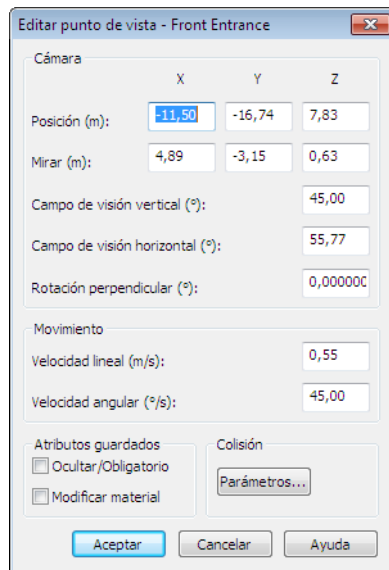 Editar punto de vista - Front Entrance
Cámara
X Y Z
Posición (m): -11,50 -16,74 7,83
Mirar (m): 4,89 -3,15 0,63
Campo de visión vertical (º): 45,00
Campo de visión horizontal (º): 55,77
Rotación perpendicular (º): 0,000000
Movimiento
Velocidad lineal (m/s): 0,55
Velocidad angular (º/s): 45,00
Atributos guardados Colisión
Ocultar/Obligatorio
Parámetros...
Modificar material
Aceptar Cancelar Ayuda